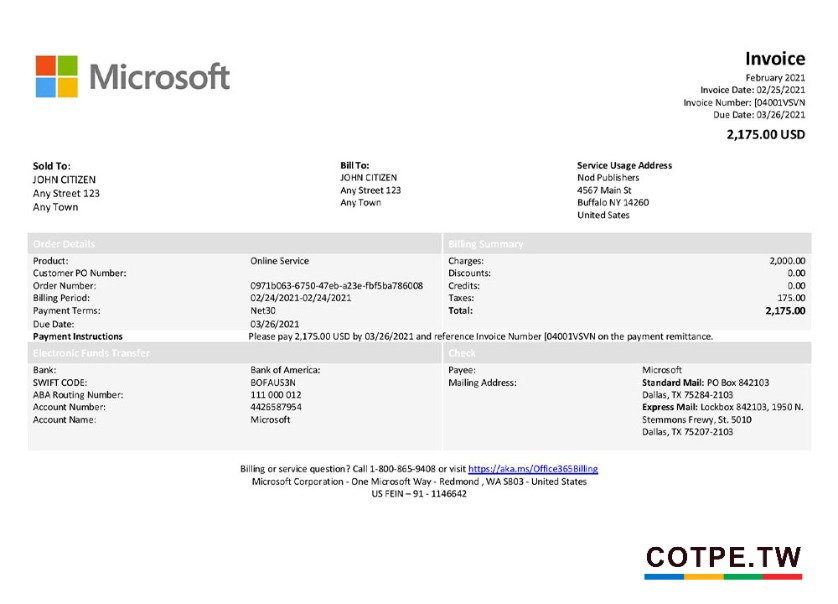 Microsoft
Invoice
February 2021
Invoice Date: 02/25/2021
Invoice Number: [04001VSVN
Due Date: 03/26/2021
2,175.00 USD
Sold To:
JOHN CITIZEN
Any Street 123
Any Town
Bill To:
JOHN CITIZEN
Any Street 123
Any Town
Service Usage Address
Nod Publishers
4567 Main St
Buffalo NY 14260
United Sates
Order Details
Product: Online Service
Customer PO Number:
Order Number: 0971b063-6750-47eb-a23e-fbf5ba786008
Billing Period: 02/24/2021-02/24/2021
Payment Terms: Net30
Due Date: 03/26/2021
Billing Summary
Charges: 2,000.00
Discounts: 0.00
Credits: 0.00
Taxes: 175.00
Total: 2,175.00
Payment Instructions Please pay 2,175.00 USD by 03/26/2021 and reference Invoice Number [04001VSVN on the payment remittance.
Electronic Funds Transfer
Bank: Bank of America:
SWIFT CODE: BOFAUS3N
ABA Routing Number: 111 000 012
Account Number: 4426587954
Account Name: Microsoft
Check
Payee: Microsoft
Mailing Address: Standard Mail: PO Box 842103
Dallas, TX 75284-2103
Express Mail: Lockbox 842103, 1950 N.
Stemmons Frewy, St. 5010
Dallas, TX 75207-2103
Billing or service question? Call 1-800-865-9408 or visit https://aka.ms/Office365Billing
Microsoft Corporation - One Microsoft Way - Redmond , WA S803 - United States
US FEIN – 91 - 1146642
COTPE.TW